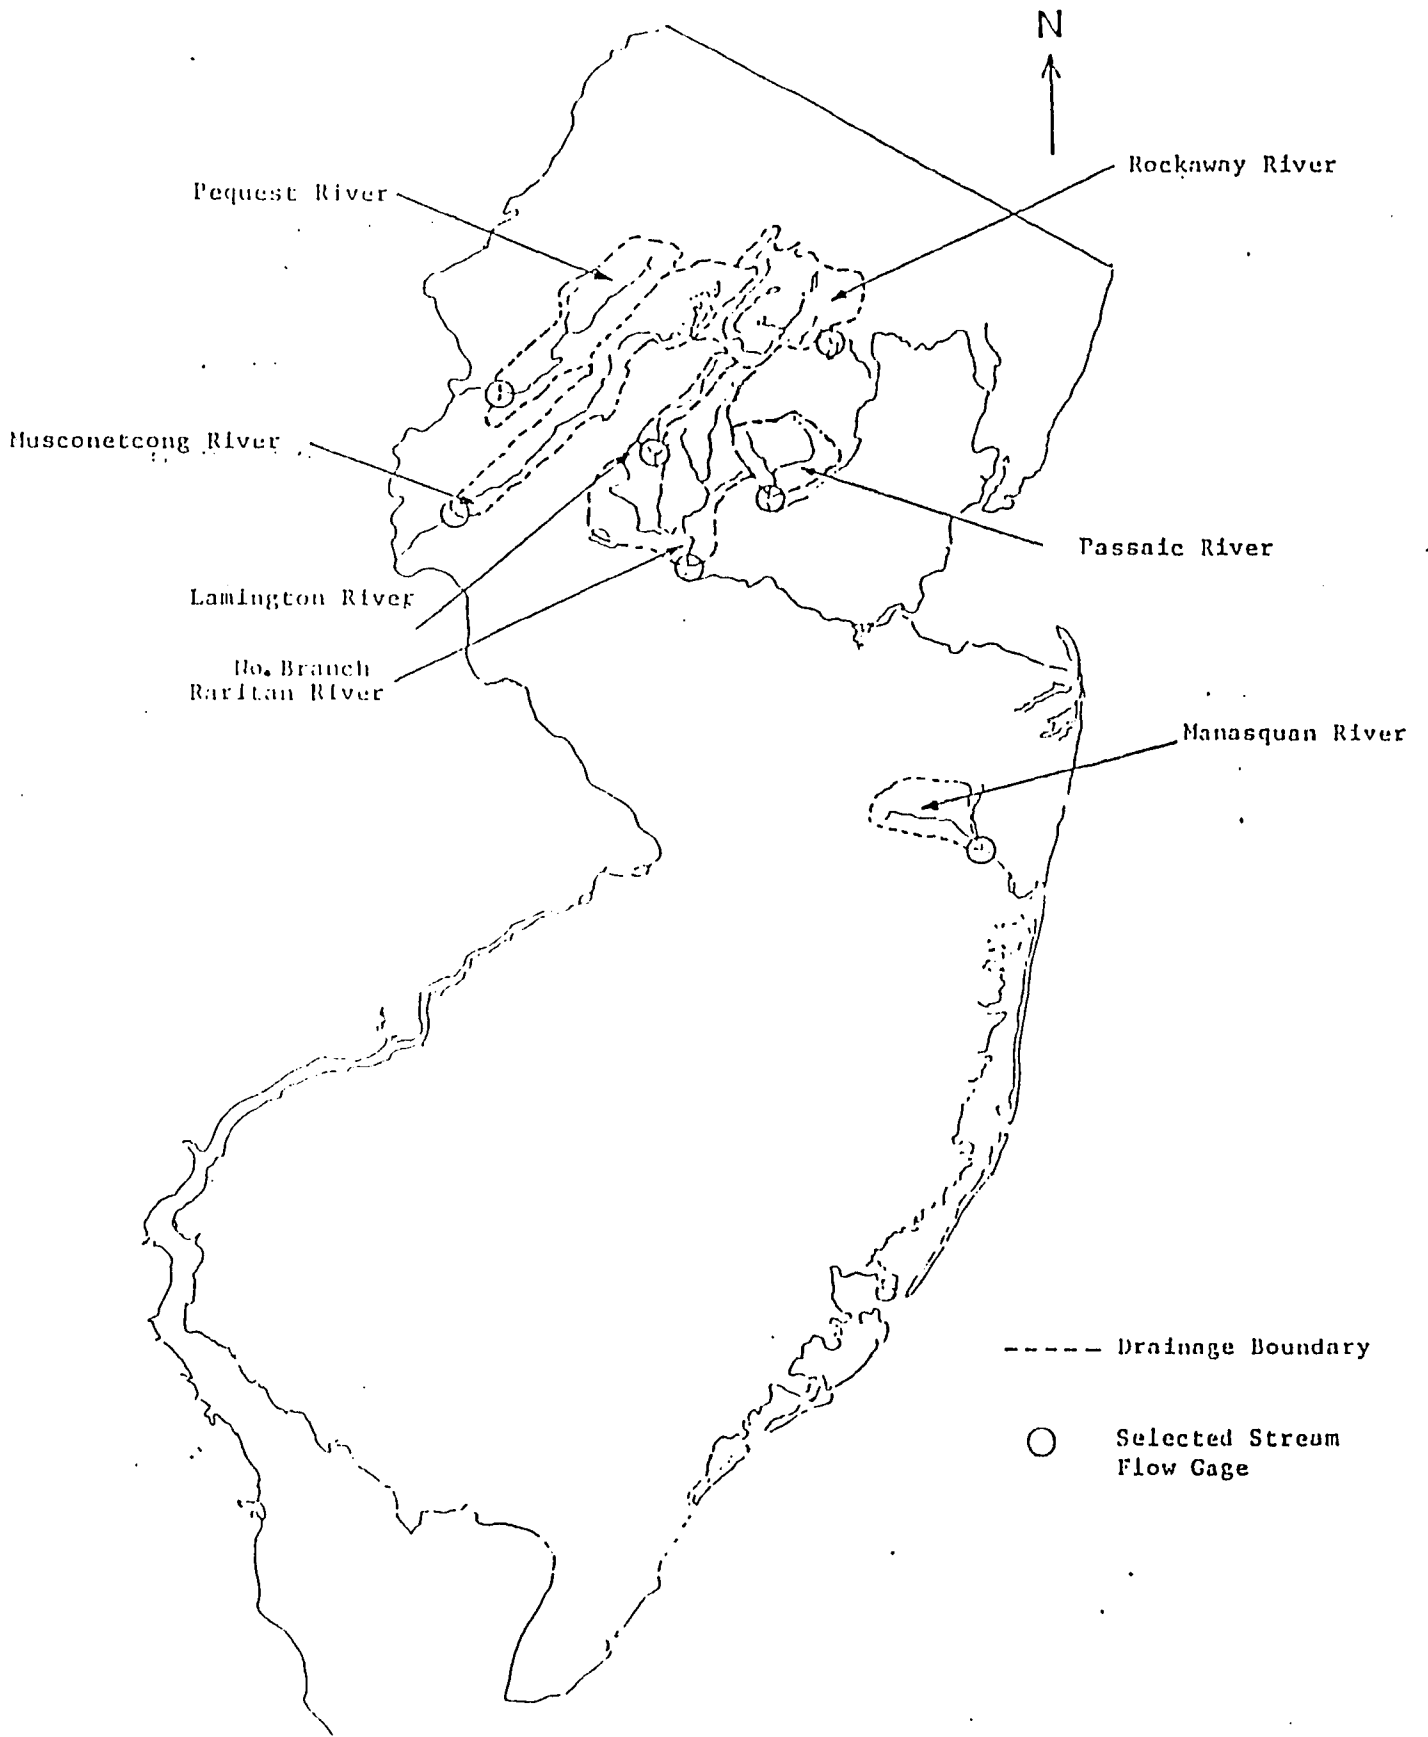 N
Rockaway River
Pequest River
Musconetcong River
Passaic River
Lamington River
No. Branch
Raritan River
Manasquan River
Drainage Boundary
Selected Stream
Flow Gage